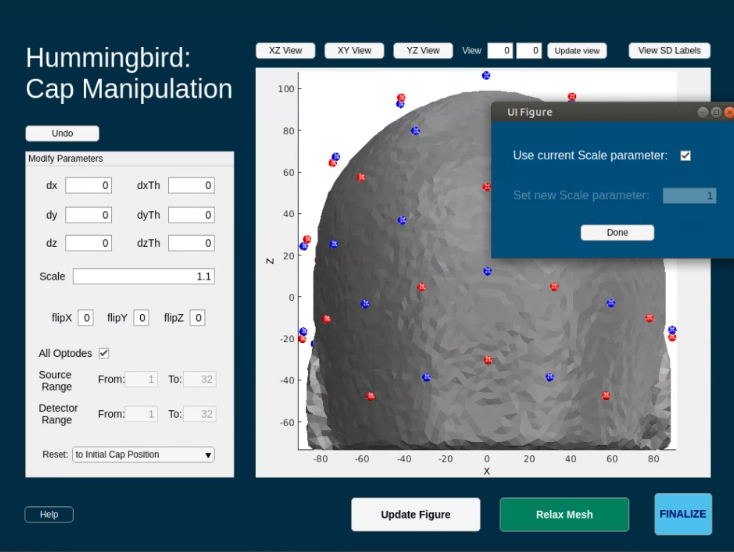 Hummingbird:
Cap Manipulation
XZ View XY View YZ View View 0 0 Update view View SD Labels
Undo
Modify Parameters
dx 0 dxTh 0
dy 0 dyTh 0
dz 0 dzTh 0
Scale 1.1
flipX 0 flipY 0 flipZ 0
All Optodes
Source
Range
From: 1 To: 32
Detector
Range
From: 1 To: 32
Reset: to Initial Cap Position
Help
100
80
60
40
20
0
-20
-40
-60
Z
-80 -60 -40 -20 0 20 40 60 80
X
UI Figure
Use current Scale parameter:
Set new Scale parameter: 1
Done
Update Figure Relax Mesh FINALIZE